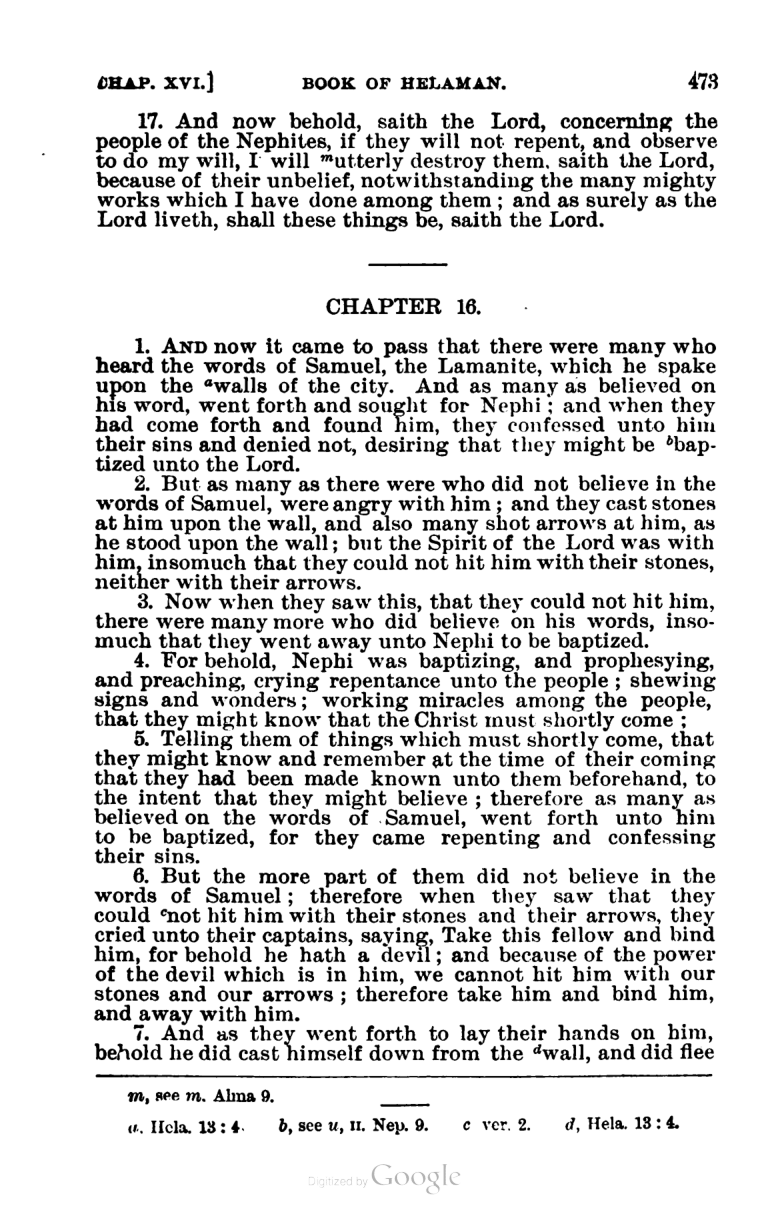 CHAP. XVI.] BOOK OF HELAMAN. 473
17. And now behold, saith the Lord, concerning the
people of the Nephites, if they will not repent, and observe
to do my will, I will ᵐutterly destroy them, saith the Lord,
because of their unbelief, notwithstanding the many mighty
works which I have done among them ; and as surely as the
Lord liveth, shall these things be, saith the Lord.
CHAPTER 16.
1. AND now it came to pass that there were many who
heard the words of Samuel, the Lamanite, which he spake
upon the ᵃwalls of the city. And as many as believed on
his word, went forth and sought for Nephi ; and when they
had come forth and found him, they confessed unto him
their sins and denied not, desiring that they might be ᵇbap-
tized unto the Lord.
2. But as many as there were who did not believe in the
words of Samuel, were angry with him ; and they cast stones
at him upon the wall, and also many shot arrows at him, as
he stood upon the wall ; but the Spirit of the Lord was with
him, insomuch that they could not hit him with their stones,
neither with their arrows.
3. Now when they saw this, that they could not hit him,
there were many more who did believe on his words, inso-
much that they went away unto Nephi to be baptized.
4. For behold, Nephi was baptizing, and prophesying,
and preaching, crying repentance unto the people ; shewing
signs and wonders ; working miracles among the people,
that they might know that the Christ must shortly come ;
5. Telling them of things which must shortly come, that
they might know and remember at the time of their coming
that they had been made known unto them beforehand, to
the intent that they might believe ; therefore as many as
believed on the words of Samuel, went forth unto him
to be baptized, for they came repenting and confessing
their sins.
6. But the more part of them did not believe in the
words of Samuel ; therefore when they saw that they
could ᶜnot hit him with their stones and their arrows, they
cried unto their captains, saying, Take this fellow and bind
him, for behold he hath a devil ; and because of the power
of the devil which is in him, we cannot hit him with our
stones and our arrows ; therefore take him and bind him,
and away with him.
7. And as they went forth to lay their hands on him,
behold he did cast himself down from the ᵈwall, and did flee
m, see m. Alma 9.
a. Hela. 13 : 4. b, see u, II. Nep. 9. c ver. 2. d, Hela. 13 : 4.
Digitized by Google